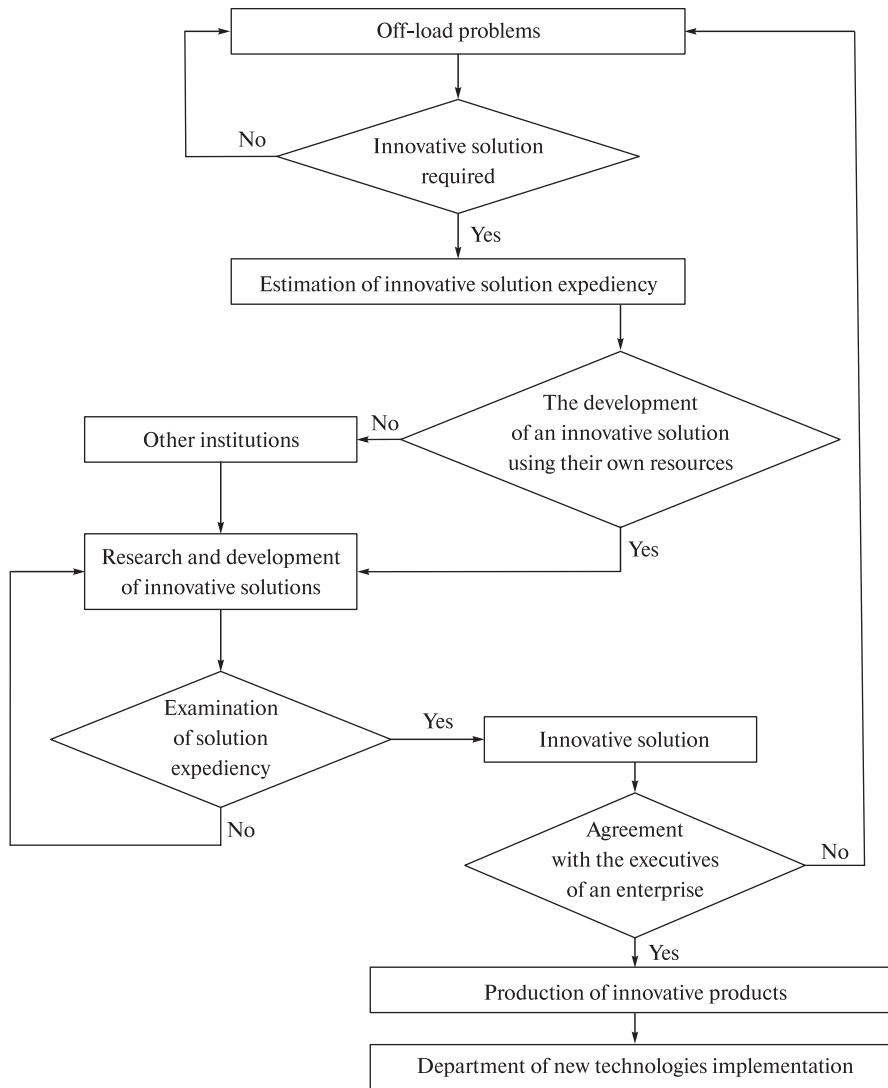 Off-load problems
No
Innovative solution
required
Yes
Estimation of innovative solution expediency
The development
of an innovative solution
using their own resources
No
Other institutions
Yes
Research and development
of innovative solutions
Examination
of solution
expediency
Yes
Innovative solution
No
Agreement
with the executives
of an enterprise
No
Yes
Production of innovative products
Department of new technologies implementation